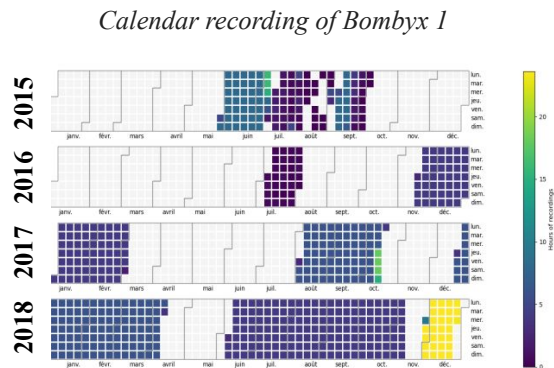 Calendar recording of Bombyx 1
2015
lun.
mar.
mer.
jeu.
ven.
sam.
dim.
janv. févr. mars avril mai juin juil. août sept. oct. nov. déc.
2016
lun.
mar.
mer.
jeu.
ven.
sam.
dim.
janv. févr. mars avril mai juin juil. août sept. oct. nov. déc.
2017
lun.
mar.
mer.
jeu.
ven.
sam.
dim.
janv. févr. mars avril mai juin juil. août sept. oct. nov. déc.
2018
lun.
mar.
mer.
jeu.
ven.
sam.
dim.
janv. févr. mars avril mai juin juil. août sept. oct. nov. déc.
20
15
10
5
0
Hours of recordings